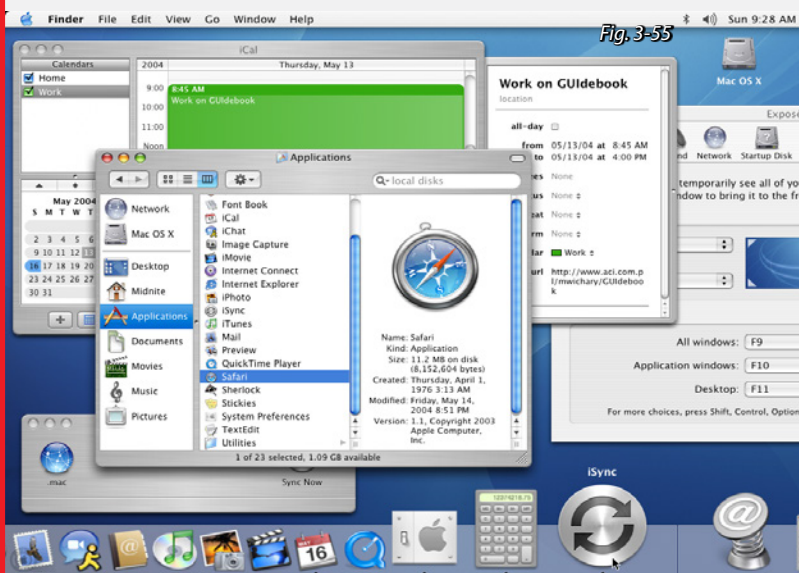 Finder File Edit View Go Window Help
Sun 9:28 AM
Fig. 3-55
Mac OS X
iCal
Calendars
Home
Work
2004
Thursday, May 13
9:00
10:00
11:00
Noon
8:45 AM
Work on GUIdebook
May 2004
S M T W T
2 3 4 5 6
9 10 11 12 13
16 17 18 19 20
23 24 25 26 27
30 31
Work on GUIdebook
location
all-day
from 05/13/04 at 8:45 AM
to 05/13/04 at 4:00 PM
None
None
None
None
Work
url http://www.aci.com.p
l/mwichary/GUIdeboo
k
Expose
nd Network Startup Disk
temporarily see all of you
ndow to bring it to the fr
All windows: F9
Application windows: F10
Desktop: F11
For more choices, press Shift, Control, Option
Applications
local disks
Network
Mac OS X
Desktop
Midnite
Applications
Documents
Movies
Music
Pictures
Font Book
iCal
iChat
Image Capture
iMovie
Internet Connect
Internet Explorer
iPhoto
iSync
iTunes
Mail
Preview
QuickTime Player
Safari
Sherlock
Stickies
System Preferences
TextEdit
Utilities
Name: Safari
Kind: Application
Size: 11.2 MB on disk
(8,152,604 bytes)
Created: Thursday, April 1,
1976 3:13 AM
Modified: Friday, May 14,
2004 8:51 PM
Version: 1.1, Copyright 2003
Apple Computer,
Inc.
1 of 23 selected, 1.09 GB available
.mac
Sync Now
iSync
MAY
16